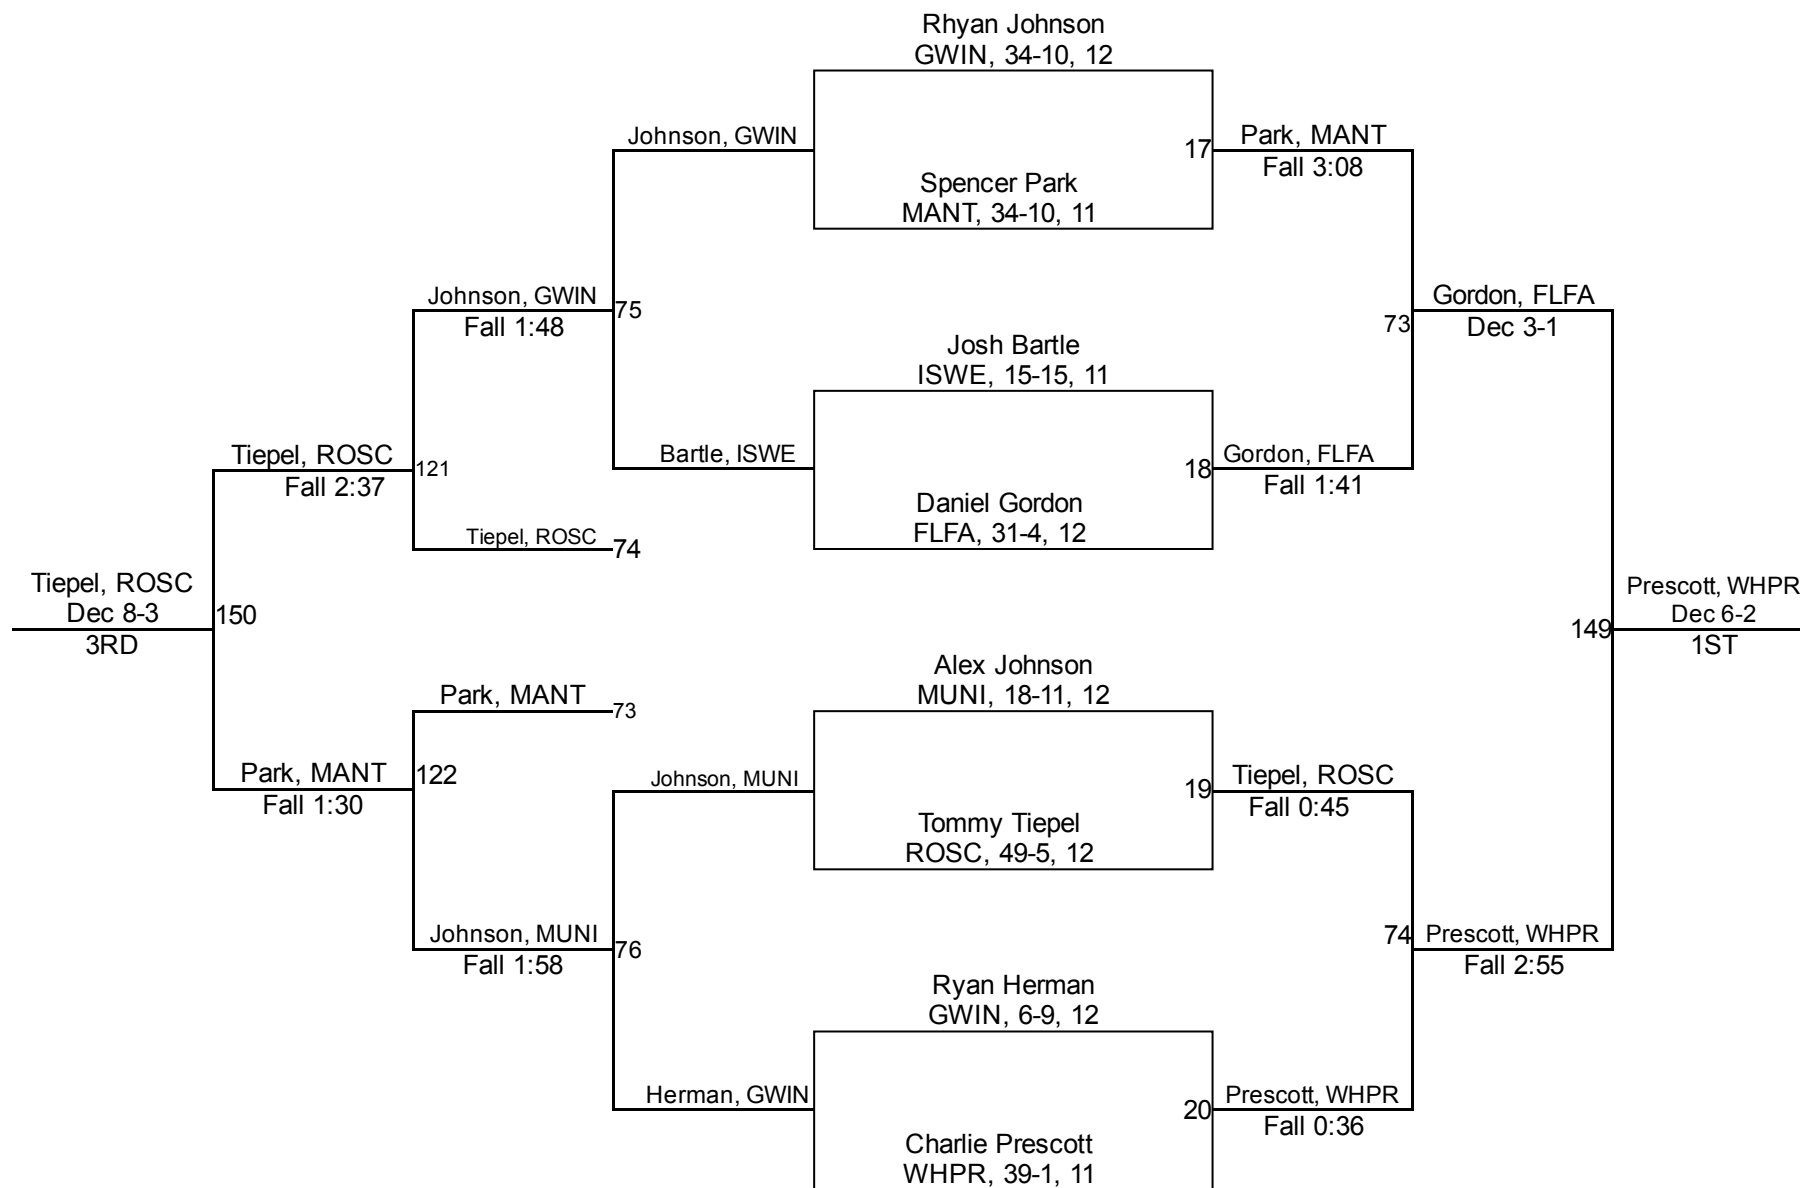 Rhyan Johnson
GWIN, 34-10, 12
Johnson, GWIN
17
Park, MANT
Fall 3:08
Spencer Park
MANT, 34-10, 11
Johnson, GWIN
Fall 1:48
75
73
Gordon, FLFA
Dec 3-1
Josh Bartle
ISWE, 15-15, 11
Tiepel, ROSC
Fall 2:37
121
Bartle, ISWE
18
Gordon, FLFA
Fall 1:41
Daniel Gordon
FLFA, 31-4, 12
Tiepel, ROSC
74
Tiepel, ROSC
Dec 8-3
3RD
150
149
Prescott, WHPR
Dec 6-2
1ST
Alex Johnson
MUNI, 18-11, 12
Park, MANT
73
Park, MANT
Fall 1:30
122
Johnson, MUNI
19
Tiepel, ROSC
Fall 0:45
Tommy Tiepel
ROSC, 49-5, 12
Johnson, MUNI
Fall 1:58
76
74
Prescott, WHPR
Fall 2:55
Ryan Herman
GWIN, 6-9, 12
Herman, GWIN
20
Prescott, WHPR
Fall 0:36
Charlie Prescott
WHPR, 39-1, 11